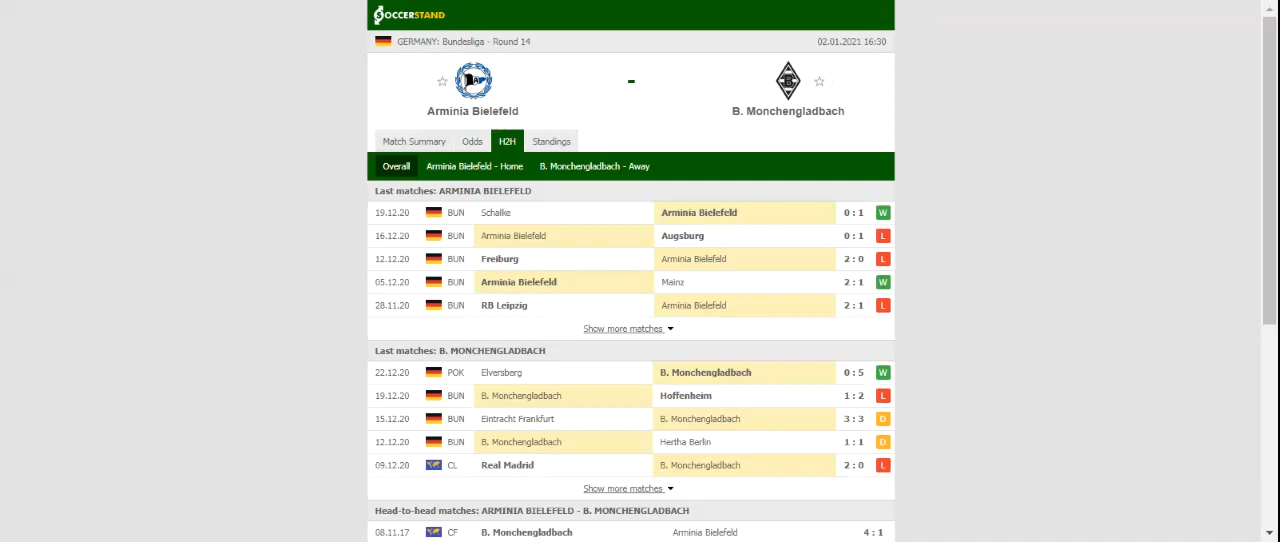 SOCCERSTAND
GERMANY: Bundesliga - Round 14 02.01.2021 16:30
-
Arminia Bielefeld B. Monchengladbach
Match Summary Odds H2H Standings
Overall Arminia Bielefeld - Home B. Monchengladbach - Away
Last matches: ARMINIA BIELEFELD
19.12.20 BUN Schalke Arminia Bielefeld 0 : 1 W
16.12.20 BUN Arminia Bielefeld Augsburg 0 : 1 L
12.12.20 BUN Freiburg Arminia Bielefeld 2 : 0 L
05.12.20 BUN Arminia Bielefeld Mainz 2 : 1 W
28.11.20 BUN RB Leipzig Arminia Bielefeld 2 : 1 L
Show more matches
Last matches: B. MONCHENGLADBACH
22.12.20 POK Elversberg B. Monchengladbach 0 : 5 W
19.12.20 BUN B. Monchengladbach Hoffenheim 1 : 2 L
15.12.20 BUN Eintracht Frankfurt B. Monchengladbach 3 : 3 D
12.12.20 BUN B. Monchengladbach Hertha Berlin 1 : 1 D
09.12.20 CL Real Madrid B. Monchengladbach 2 : 0 L
Show more matches
Head-to-head matches: ARMINIA BIELEFELD - B. MONCHENGLADBACH
08.11.17 CF B. Monchengladbach Arminia Bielefeld 4 : 1